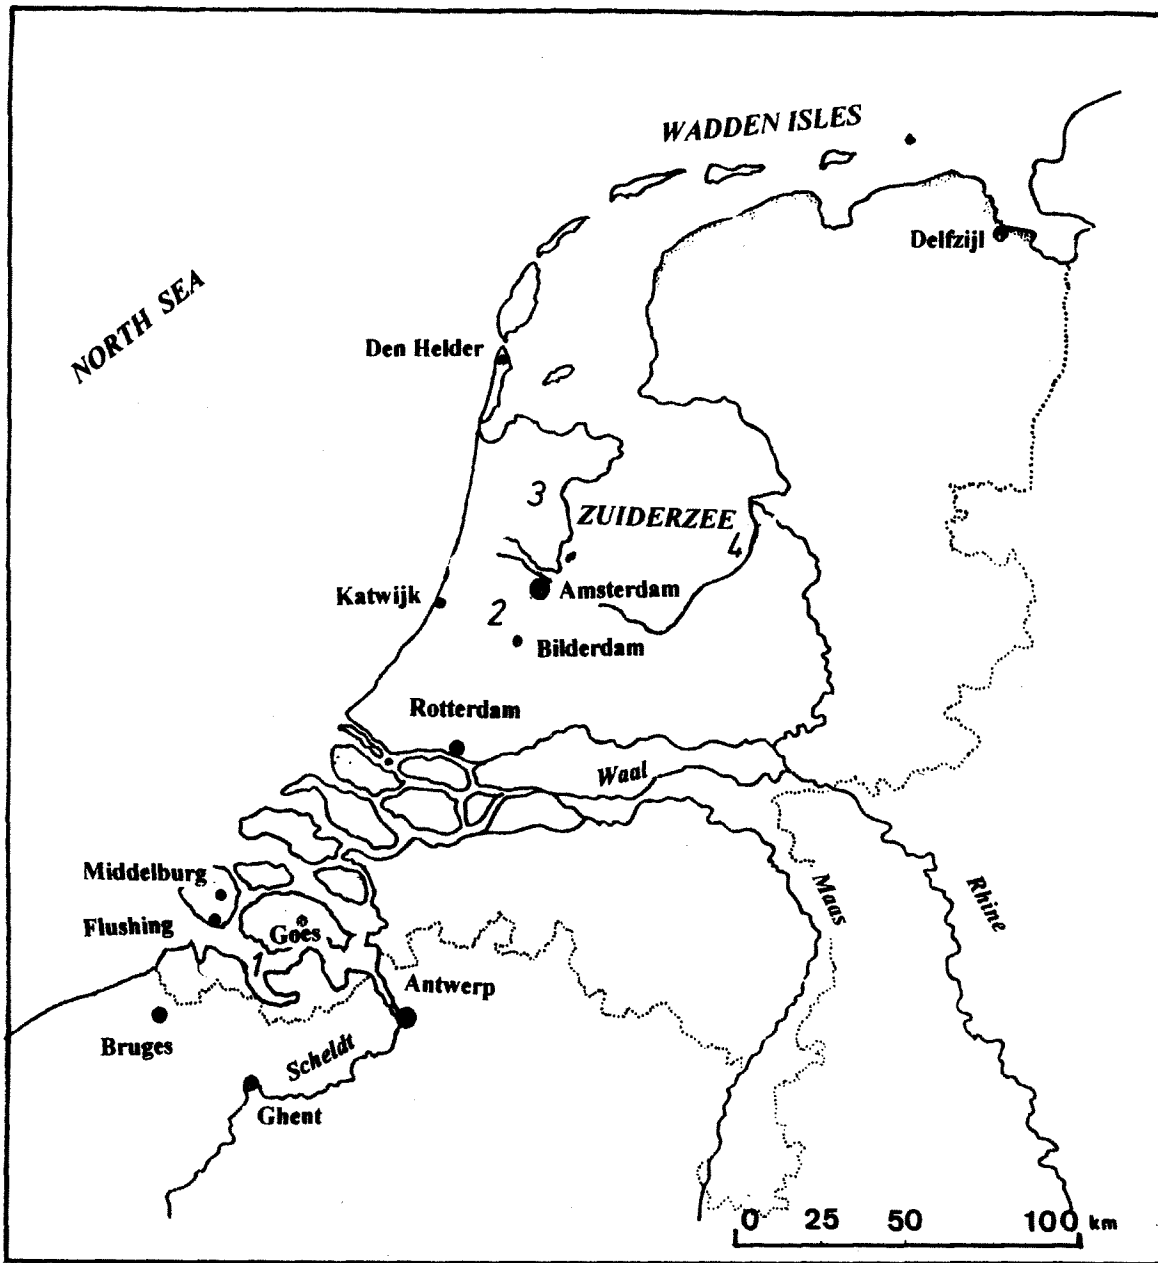 WADDEN ISLES
Delfzijl
NORTH SEA
Den Helder
3
ZUIDERZEE
4
Katwijk
Amsterdam
2
Bilderdam
Rotterdam
Waal
Middelburg
Maas
Rhine
Flushing
Goes
1
Antwerp
Bruges
Scheldt
Ghent
0 25 50 100 km